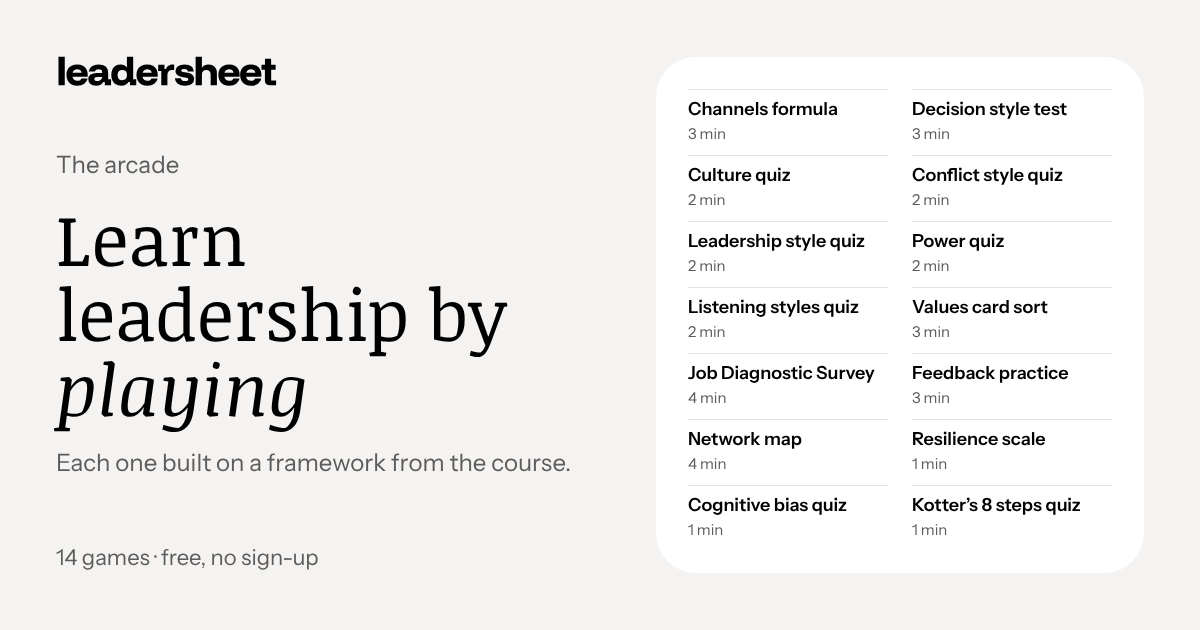 leadersheet
The arcade
Learn
leadership by
playing
Each one built on a framework from the course.
14 games · free, no sign-up
Channels formula
3 min
Decision style test
3 min
Culture quiz
2 min
Conflict style quiz
2 min
Leadership style quiz
2 min
Power quiz
2 min
Listening styles quiz
2 min
Values card sort
3 min
Job Diagnostic Survey
4 min
Feedback practice
3 min
Network map
4 min
Resilience scale
1 min
Cognitive bias quiz
1 min
Kotter’s 8 steps quiz
1 min